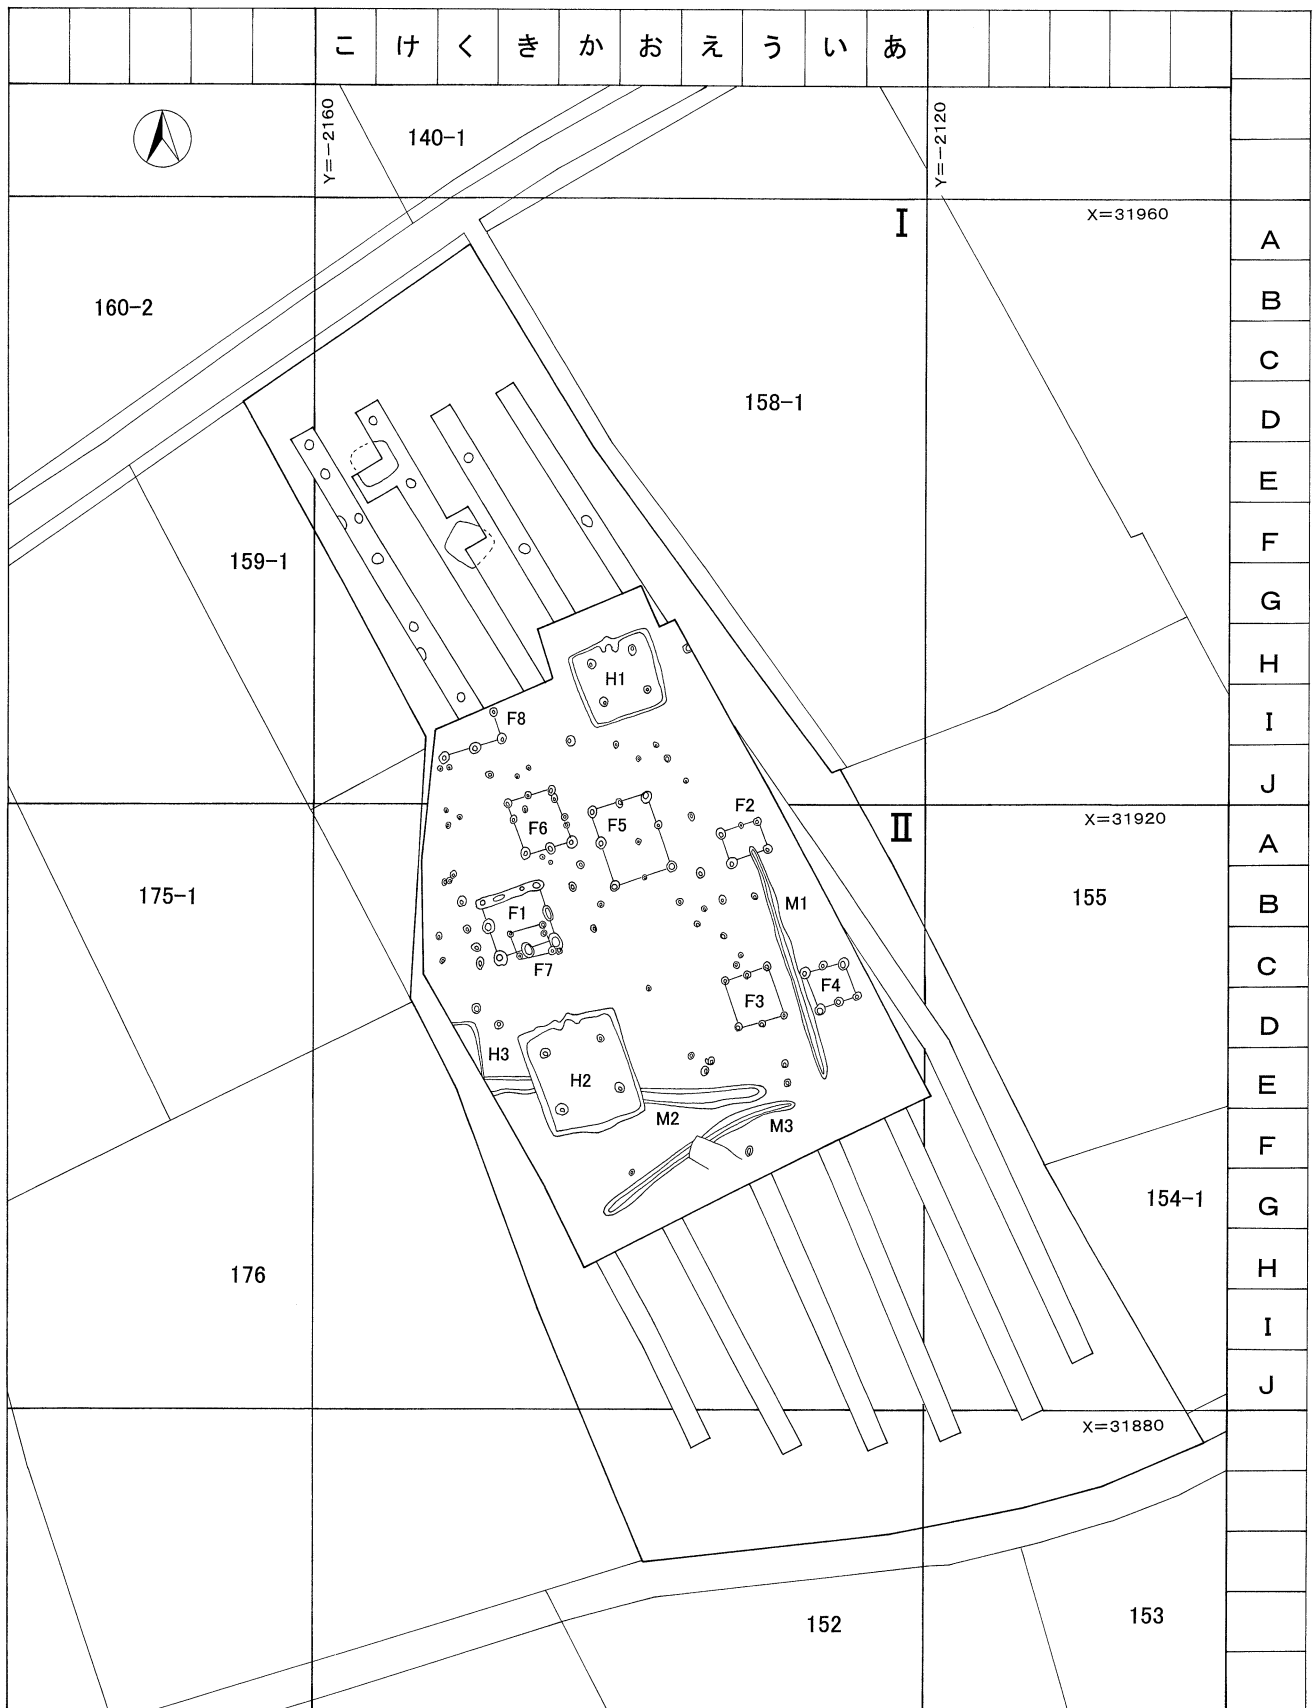 こ け く き か お え う い あ
Y=-2160
140-1
Y=-2120
I
X=31960
A
160-2
B
C
158-1
D
E
159-1
F
G
H1
H
F8
I
J
II
X=31920
F2
F6
F5
A
175-1
F1
M1
155
B
F7
F4
C
F3
D
H3
H2
E
M2
M3
F
154-1
G
176
H
I
J
X=31880
152
153